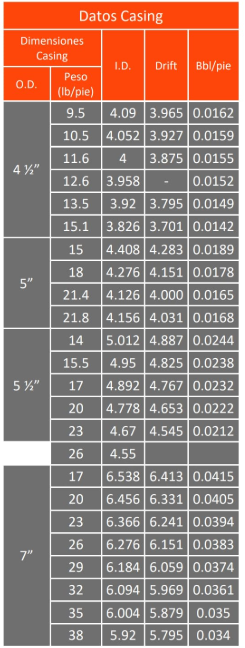 Datos Casing
Dimensiones Casing I.D. Drift Bbl/pie
O.D. Peso (lb/pie)
4 ½” 9.5 4.09 3.965 0.0162
10.5 4.052 3.927 0.0159
11.6 4 3.875 0.0155
12.6 3.958 - 0.0152
13.5 3.92 3.795 0.0149
15.1 3.826 3.701 0.0142
5” 15 4.408 4.283 0.0189
18 4.276 4.151 0.0178
21.4 4.126 4.000 0.0165
21.8 4.156 4.031 0.0168
5 ½” 14 5.012 4.887 0.0244
15.5 4.95 4.825 0.0238
17 4.892 4.767 0.0232
20 4.778 4.653 0.0222
23 4.67 4.545 0.0212
26 4.55
7” 17 6.538 6.413 0.0415
20 6.456 6.331 0.0405
23 6.366 6.241 0.0394
26 6.276 6.151 0.0383
29 6.184 6.059 0.0374
32 6.094 5.969 0.0361
35 6.004 5.879 0.035
38 5.92 5.795 0.034